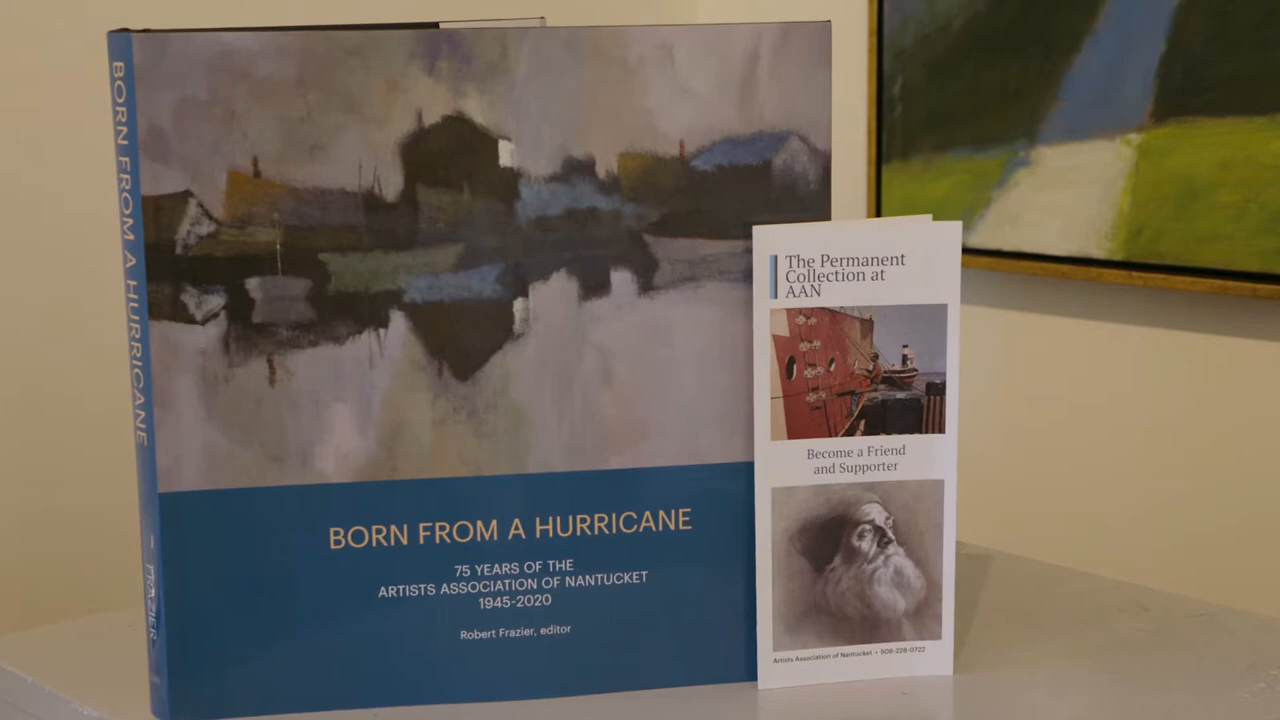 BORN FROM A HURRICANE
FRAZIER
BORN FROM A HURRICANE
75 YEARS OF THE
ARTISTS ASSOCIATION OF NANTUCKET
1945-2020
Robert Frazier, editor
The Permanent
Collection at
AAN
Become a Friend
and Supporter
Artists Association of Nantucket • 508-228-0722